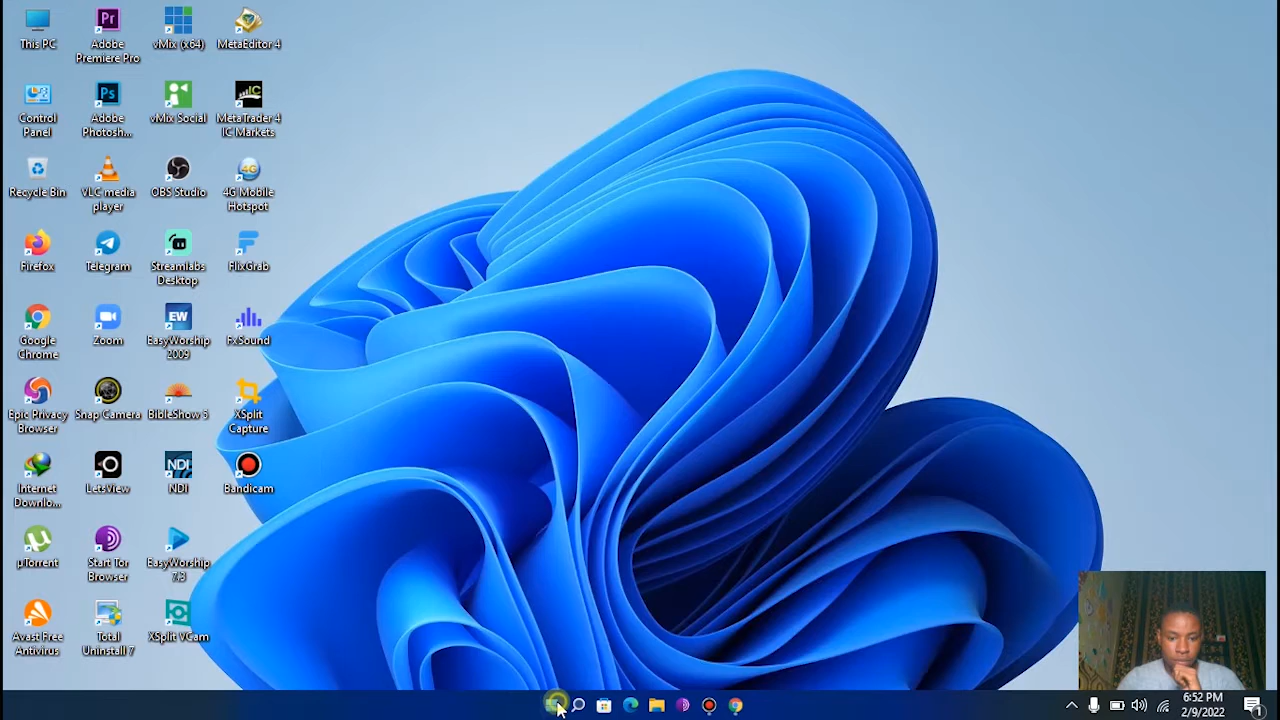 This PC
Adobe
Premiere Pro
vMix (x64)
MetaEditor 4
Control
Panel
Adobe
Photosh...
vMix Social
MetaTrader 4
IC Markets
Recycle Bin
VLC media
player
OBS Studio
4G Mobile
Hotspot
Firefox
Telegram
Streamlabs
Desktop
FlixGrab
Google
Chrome
Zoom
EasyWorship
2009
FxSound
Epic Privacy
Browser
Snap Camera
BibleShow 5
XSplit
Capture
Internet
Downlo...
LetsView
NDI
Bandicam
µTorrent
Start Tor
Browser
EasyWorship
7.3
Avast Free
Antivirus
Total
Uninstall 7
XSplit VCam
6:52 PM
2/9/2022